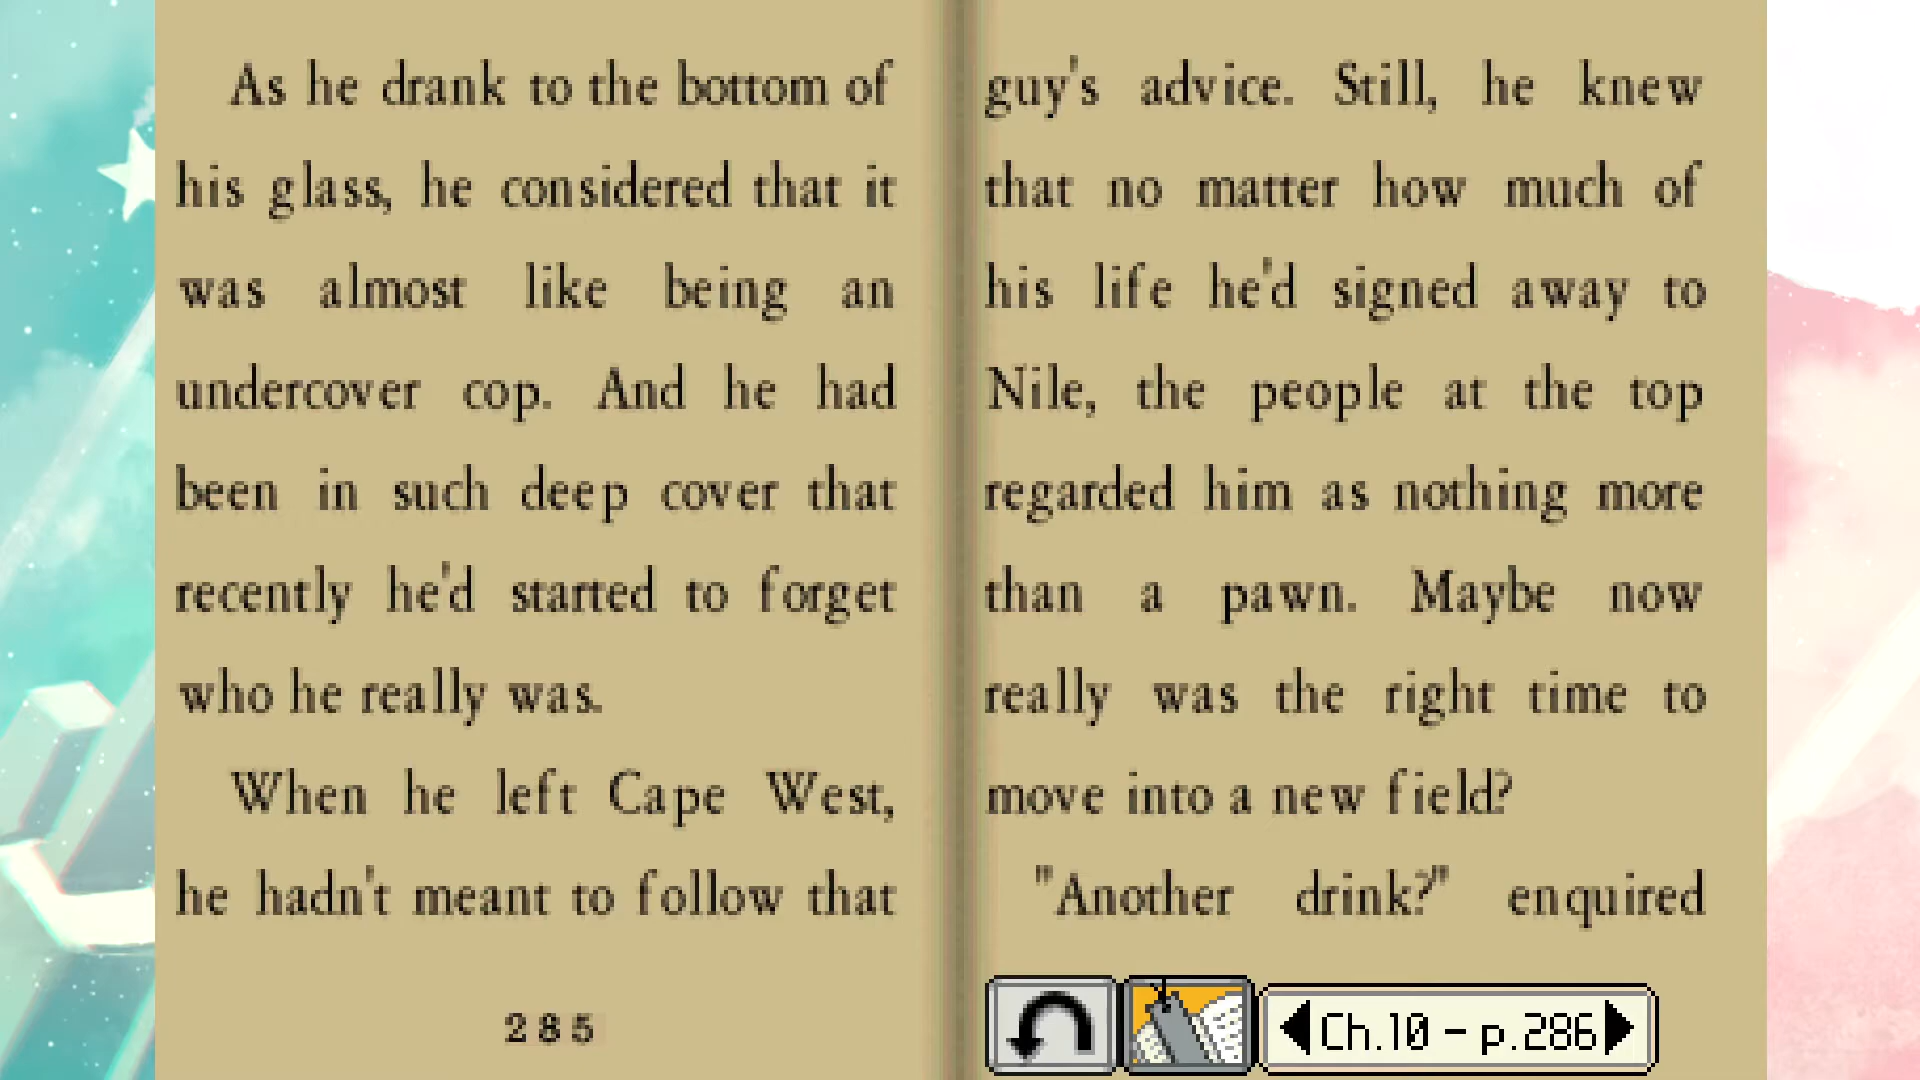 As he drank to the bottom of
his glass, he considered that it
was almost like being an
undercover cop. And he had
been in such deep cover that
recently he'd started to forget
who he really was.
When he left Cape West,
he hadn't meant to follow that
285
guy's advice. Still, he knew
that no matter how much of
his life he'd signed away to
Nile, the people at the top
regarded him as nothing more
than a pawn. Maybe now
really was the right time to
move into a new field?
"Another drink?" enquired
Ch.10 - p.286